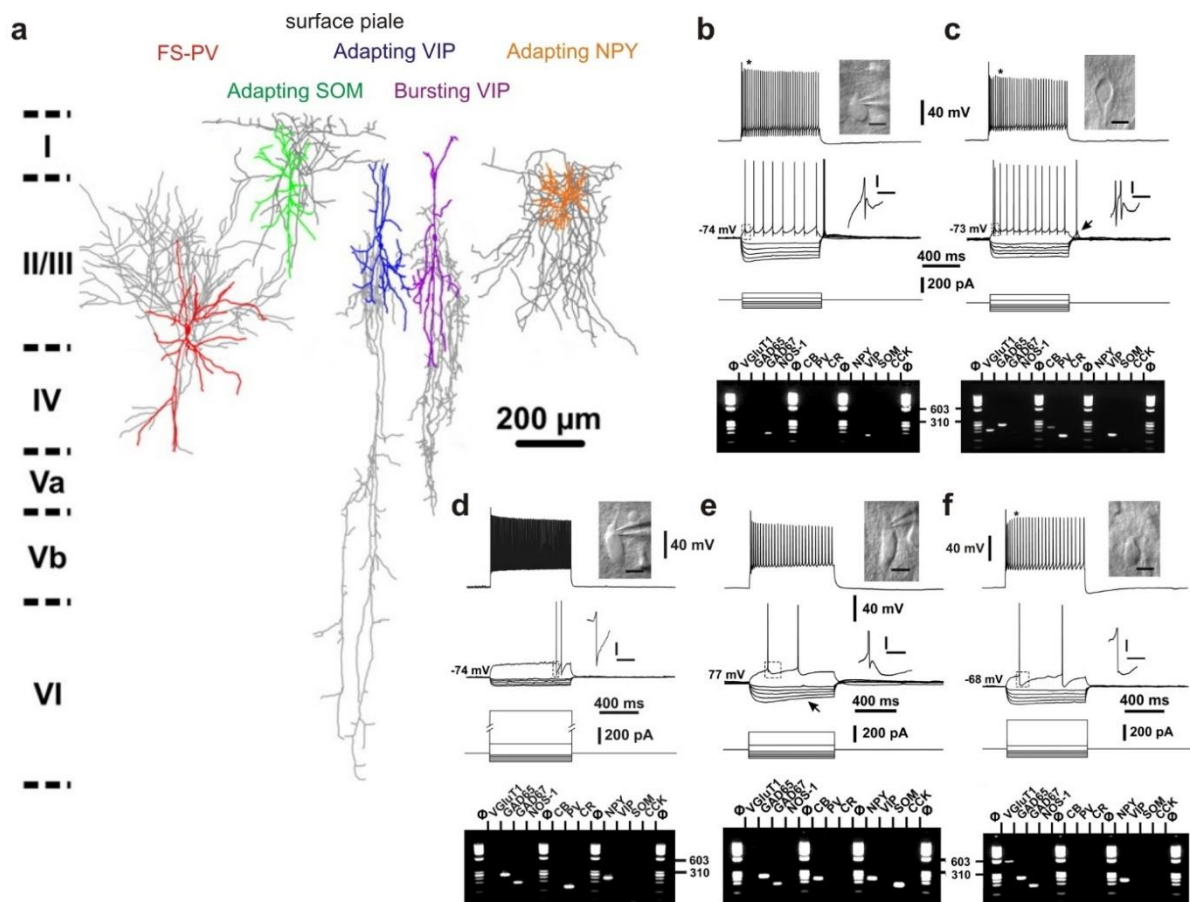 a
surface piale
FS-PV
Adapting VIP
Adapting NPY
Adapting SOM
Bursting VIP
I
II/III
IV
Va
Vb
VI
200 µm
b
*
40 mV
-74 mV
400 ms
200 pA
Ø VGluT1 GAD65 GAD67 NOS-1 Ø CB PV CR Ø NPY VIP SOM CCK Ø
603
310
c
*
-73 mV
Ø VGluT1 GAD65 GAD67 NOS-1 Ø CB PV CR Ø NPY VIP SOM CCK Ø
d
40 mV
-74 mV
400 ms
200 pA
Ø VGluT1 GAD65 GAD67 NOS-1 Ø CB PV CR Ø NPY VIP SOM CCK Ø
603
310
e
40 mV
77 mV
400 ms
200 pA
Ø VGluT1 GAD65 GAD67 NOS-1 Ø CB PV CR Ø NPY VIP SOM CCK Ø
603
310
f
*
40 mV
-68 mV
400 ms
200 pA
Ø VGluT1 GAD65 GAD67 NOS-1 Ø CB PV CR Ø NPY VIP SOM CCK Ø